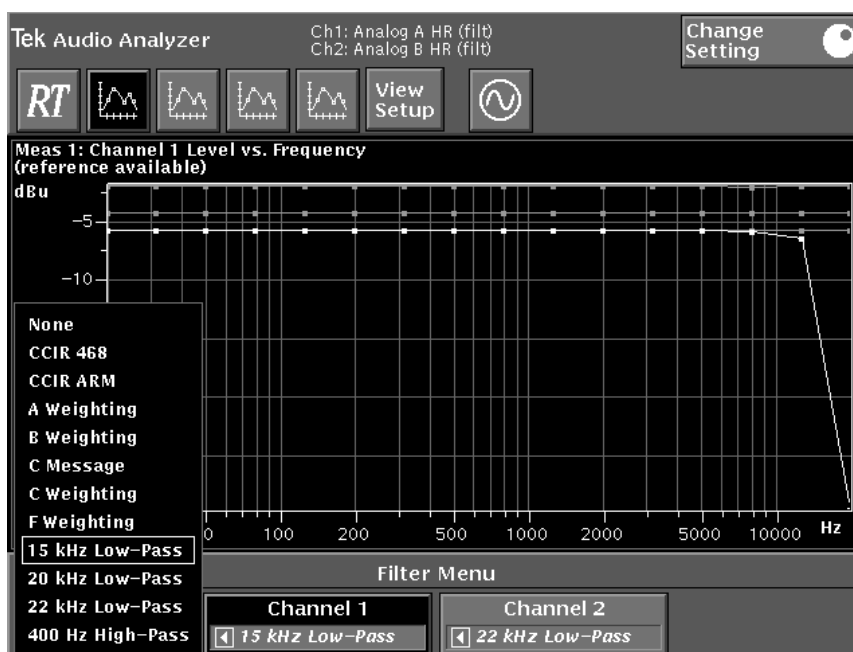 Tek Audio Analyzer
Ch1: Analog A HR (filt)
Ch2: Analog B HR (filt)
Change
Setting
RT
View
Setup
Meas 1: Channel 1 Level vs. Frequency
(reference available)
dBu
-5
-10
None
CCIR 468
CCIR ARM
A Weighting
B Weighting
C Message
C Weighting
F Weighting
15 kHz Low-Pass
20 kHz Low-Pass
22 kHz Low-Pass
400 Hz High-Pass
0 100 200 500 1000 2000 5000 10000 Hz
Filter Menu
Channel 1
15 kHz Low-Pass
Channel 2
22 kHz Low-Pass